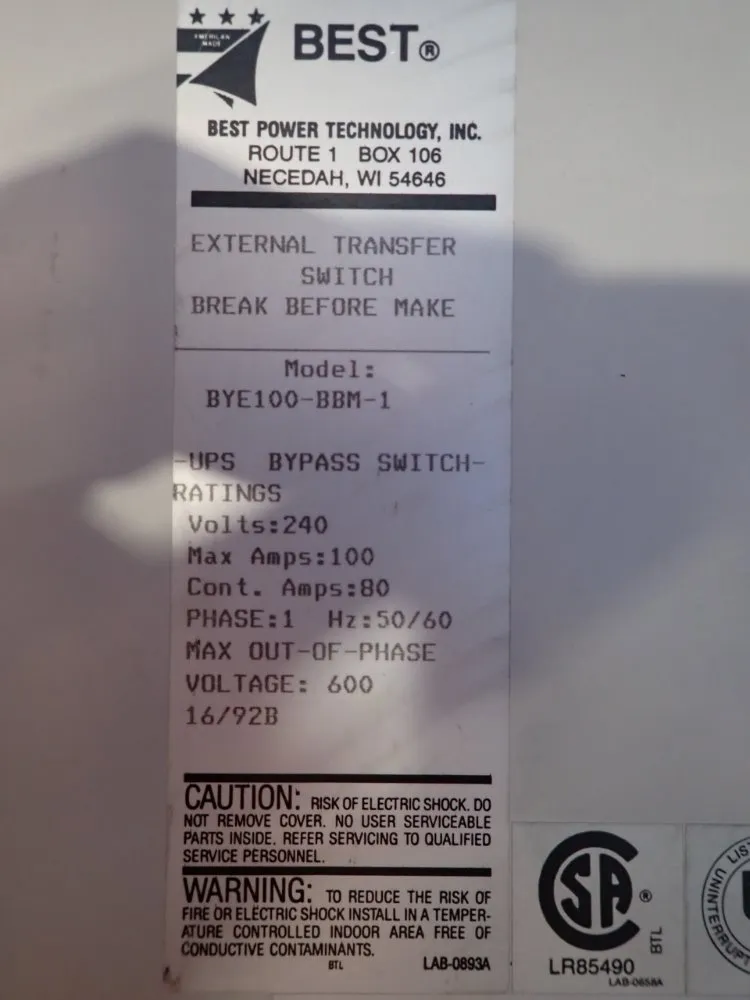 AMERICAN
MADE
BEST®
BEST POWER TECHNOLOGY, INC.
ROUTE 1 BOX 106
NECEDAH, WI 54646
EXTERNAL TRANSFER
SWITCH
BREAK BEFORE MAKE
Model:
BYE100-BBM-1
-UPS BYPASS SWITCH-
RATINGS
Volts:240
Max Amps:100
Cont. Amps:80
PHASE:1 Hz:50/60
MAX OUT-OF-PHASE
VOLTAGE: 600
16/92B
CAUTION: RISK OF ELECTRIC SHOCK. DO
NOT REMOVE COVER. NO USER SERVICEABLE
PARTS INSIDE. REFER SERVICING TO QUALIFIED
SERVICE PERSONNEL.
WARNING: TO REDUCE THE RISK OF
FIRE OR ELECTRIC SHOCK INSTALL IN A TEMPER-
ATURE CONTROLLED INDOOR AREA FREE OF
CONDUCTIVE CONTAMINANTS.
BTL LAB-0893A
SA®
LR85490
BTL
LAB-0658A